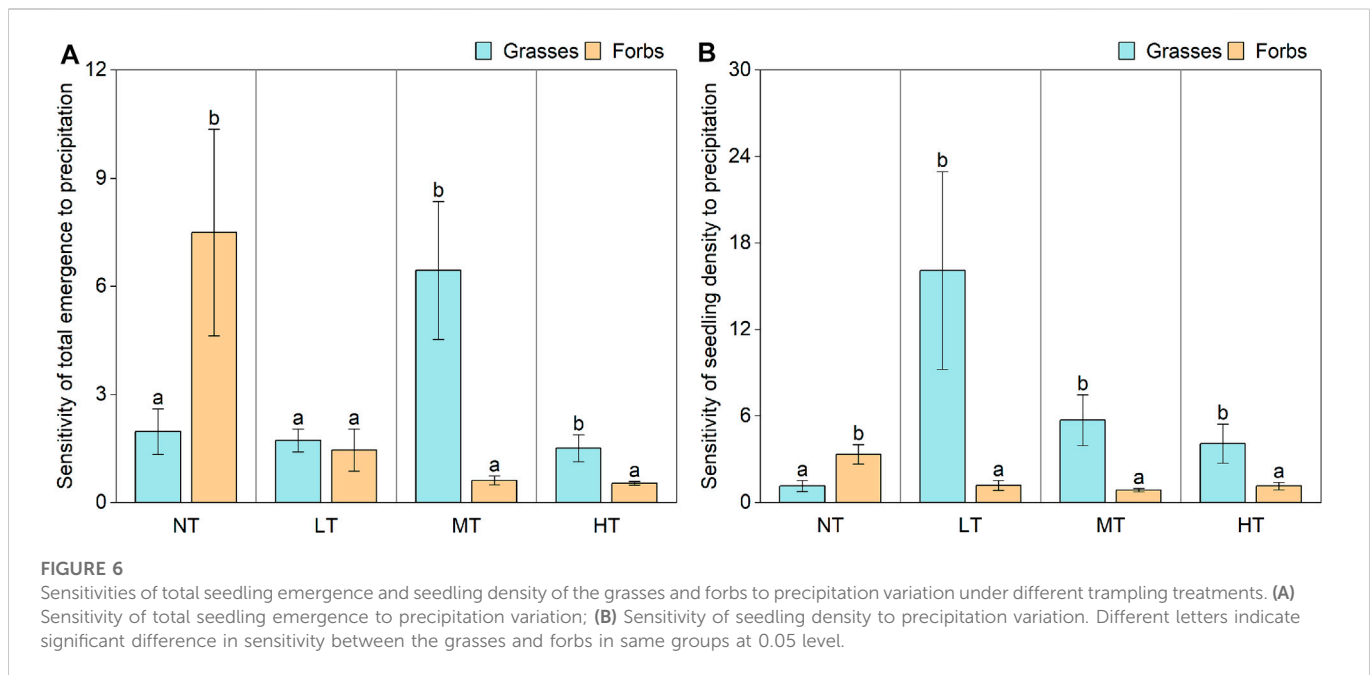 A
Grasses Forbs
B
Grasses Forbs
Sensitivity of total emergence to precipitation
12
9
6
3
0
b
a
a
a
b
a
b
a
NT
LT
MT
HT
Sensitivity of seedling density to precipitation
30
24
18
12
6
0
a
b
b
a
b
a
b
a
NT
LT
MT
HT
FIGURE 6
Sensitivities of total seedling emergence and seedling density of the grasses and forbs to precipitation variation under different trampling treatments. (A)
Sensitivity of total seedling emergence to precipitation variation; (B) Sensitivity of seedling density to precipitation variation. Different letters indicate
significant difference in sensitivity between the grasses and forbs in same groups at 0.05 level.